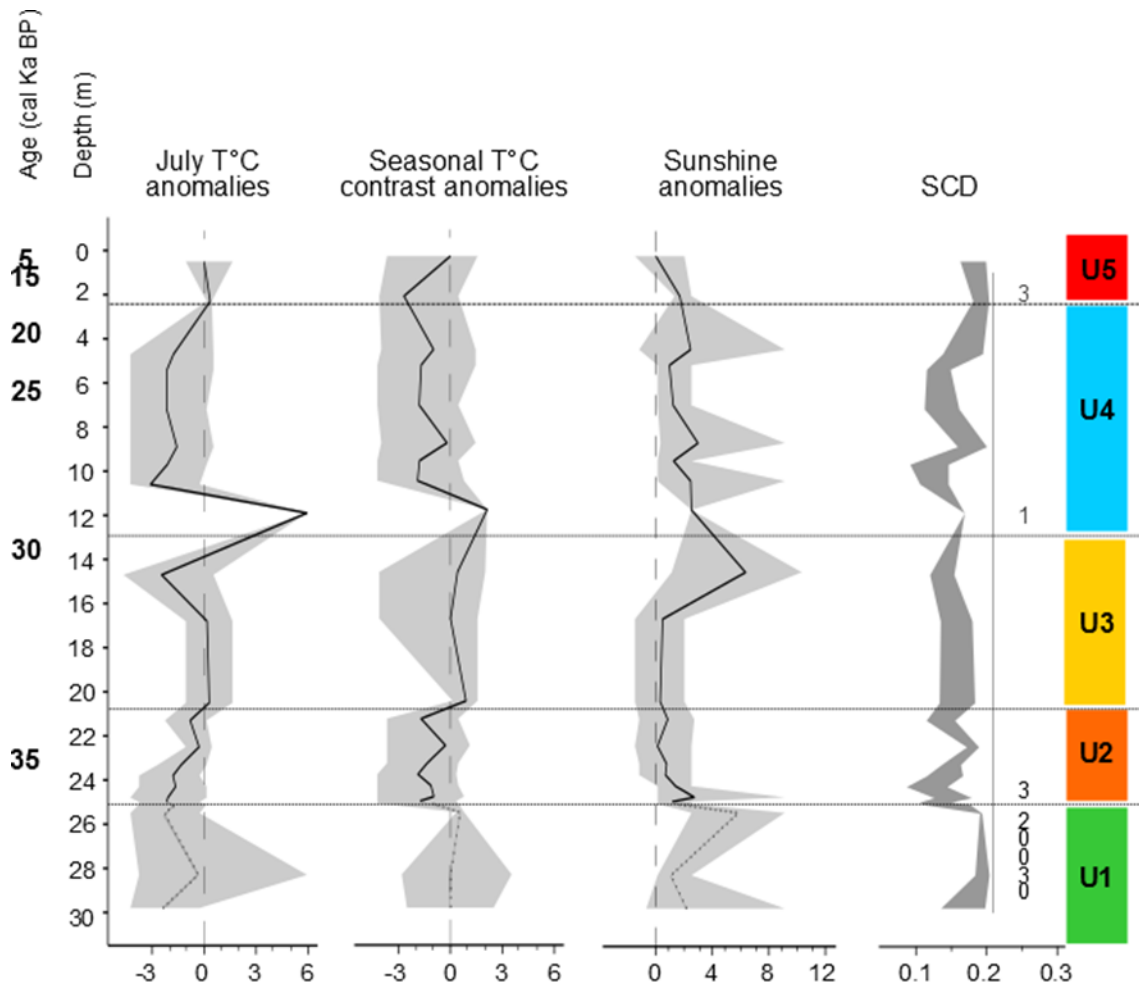 Age (cal Ka BP)
Depth (m)
July T°C
anomalies
Seasonal T°C
contrast anomalies
Sunshine
anomalies
SCD
5
15
20
25
30
35
0
2
4
6
8
10
12
14
16
18
20
22
24
26
28
30
3
1
3
2
0
0
3
0
U5
U4
U3
U2
U1
-3 0 3 6
-3 0 3 6
0 4 8 12
0.1 0.2 0.3